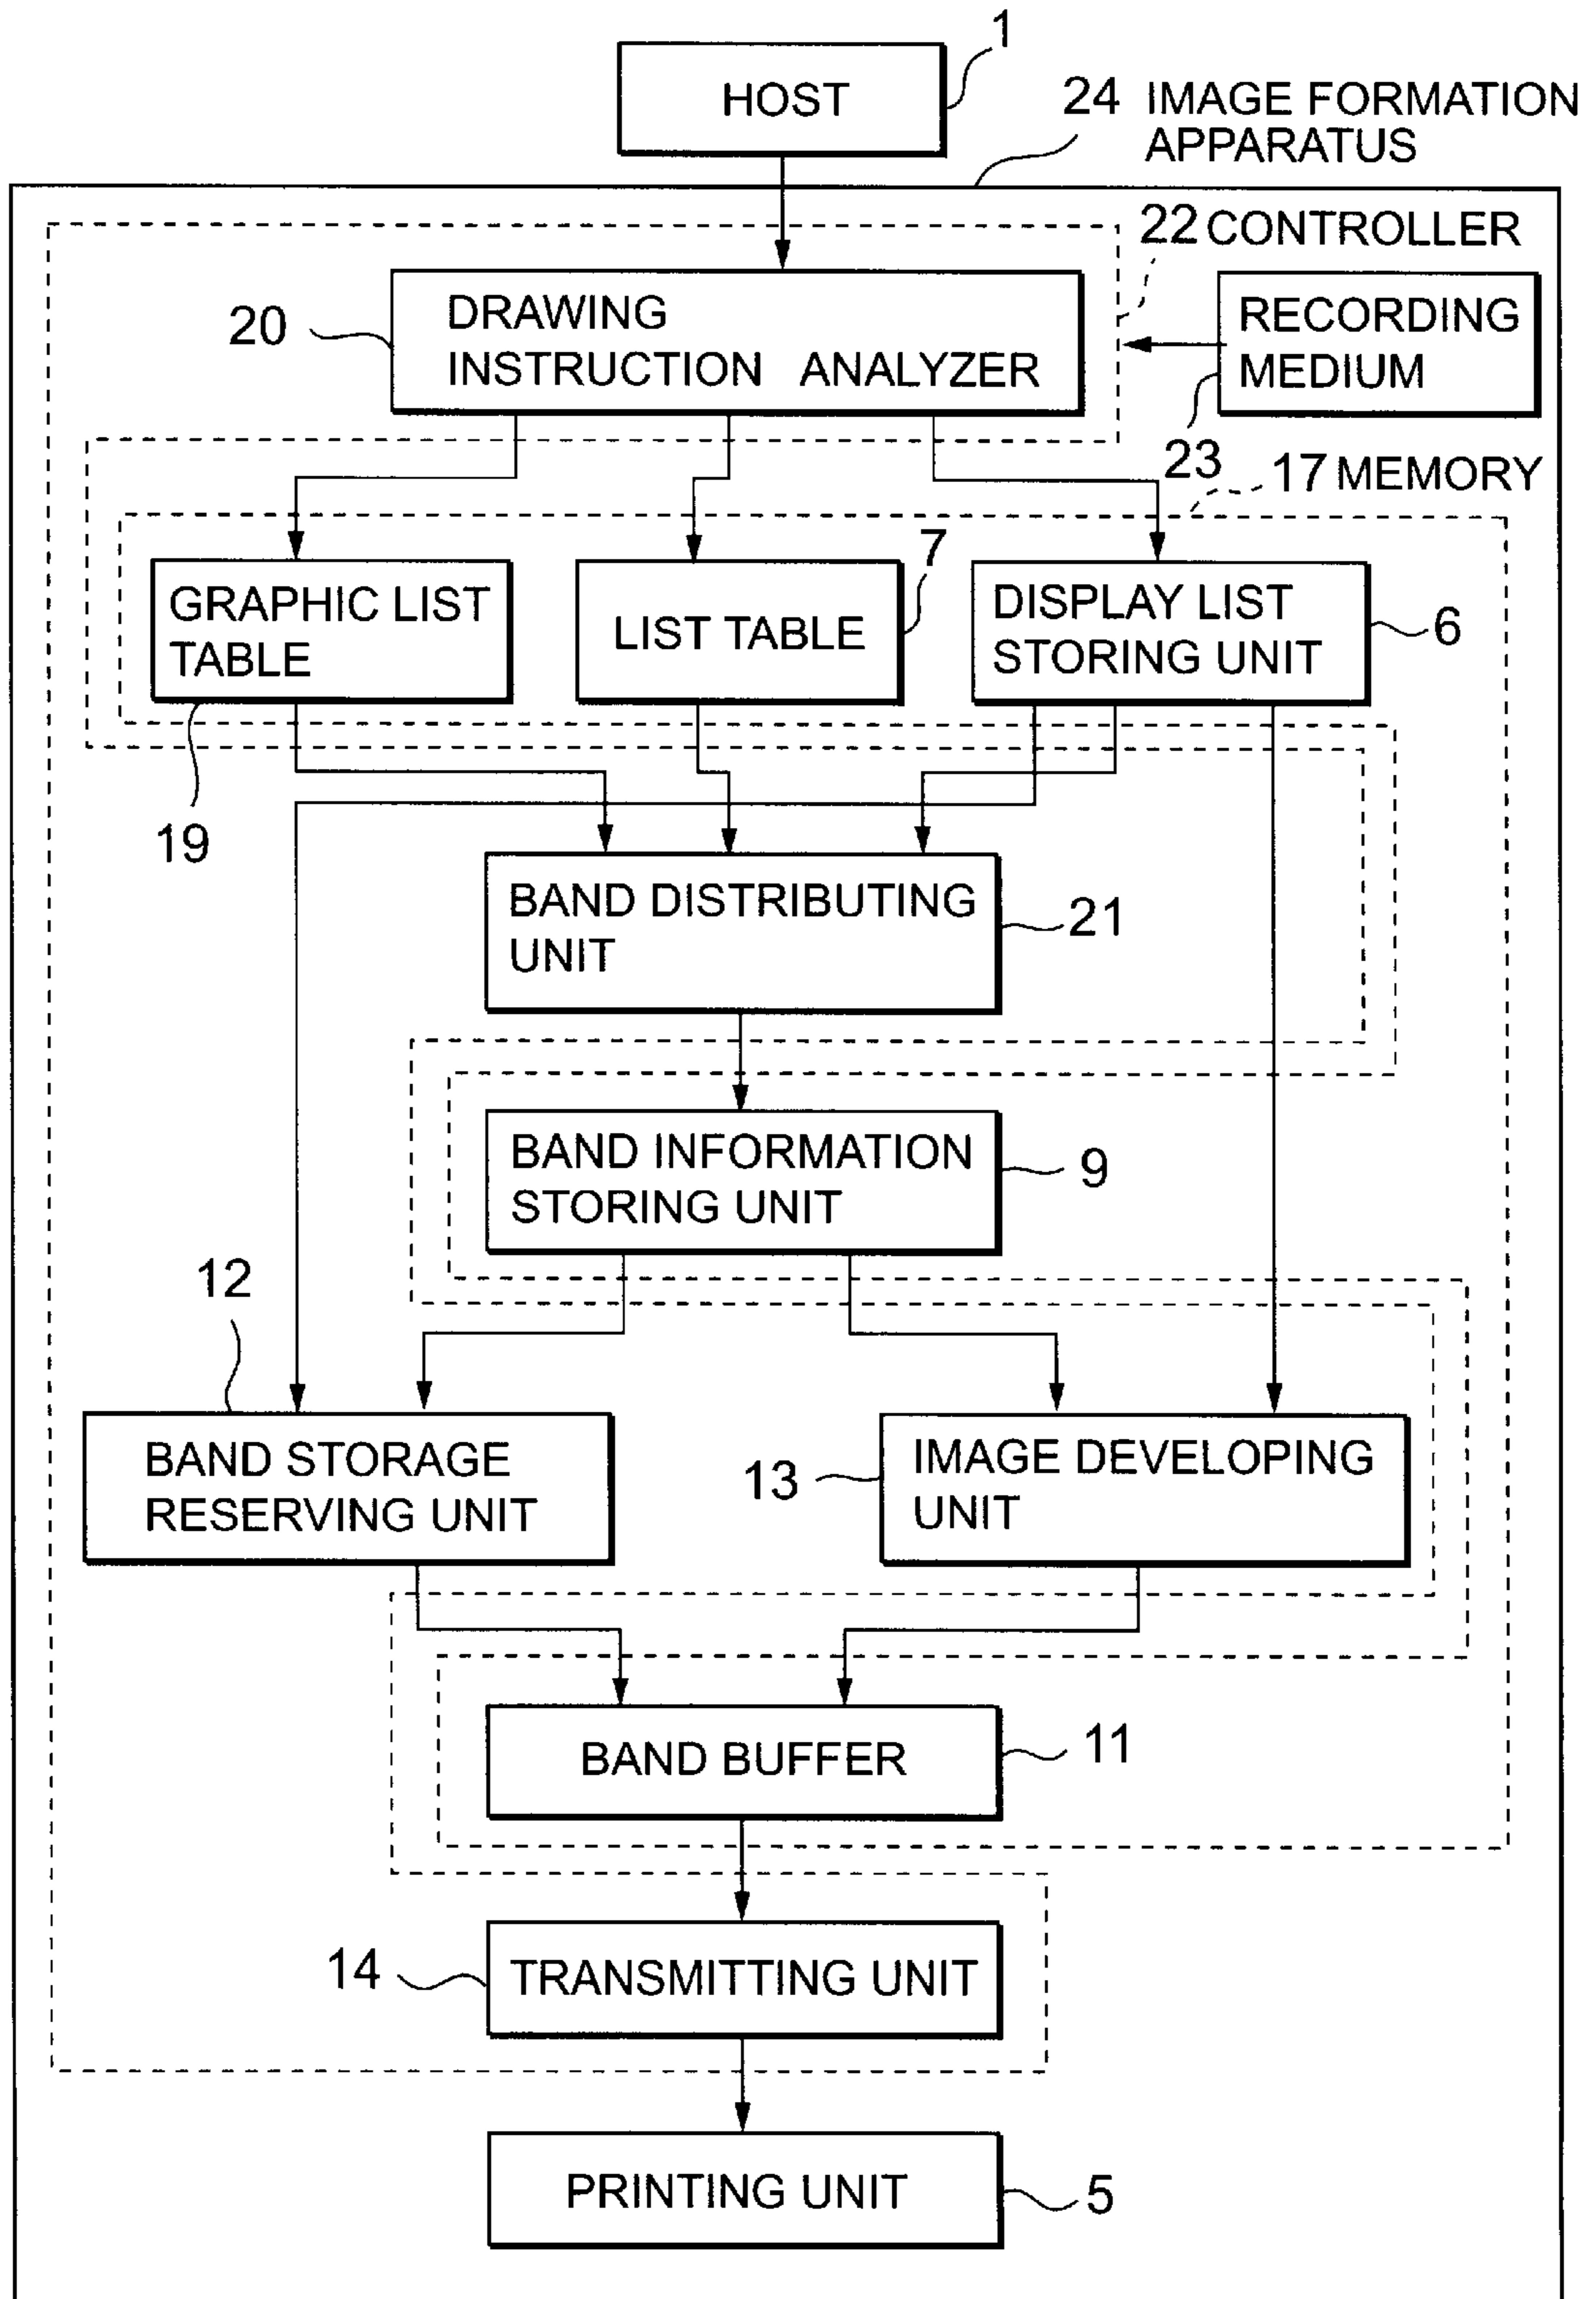 1
HOST
24 IMAGE FORMATION
APPARATUS
22 CONTROLLER
20
DRAWING
INSTRUCTION ANALYZER
RECORDING
MEDIUM
23
17 MEMORY
7
GRAPHIC LIST
TABLE
LIST TABLE
DISPLAY LIST
STORING UNIT
6
19
BAND DISTRIBUTING
UNIT
21
BAND INFORMATION
STORING UNIT
9
12
BAND STORAGE
RESERVING UNIT
13
IMAGE DEVELOPING
UNIT
BAND BUFFER
11
14
TRANSMITTING UNIT
PRINTING UNIT
5